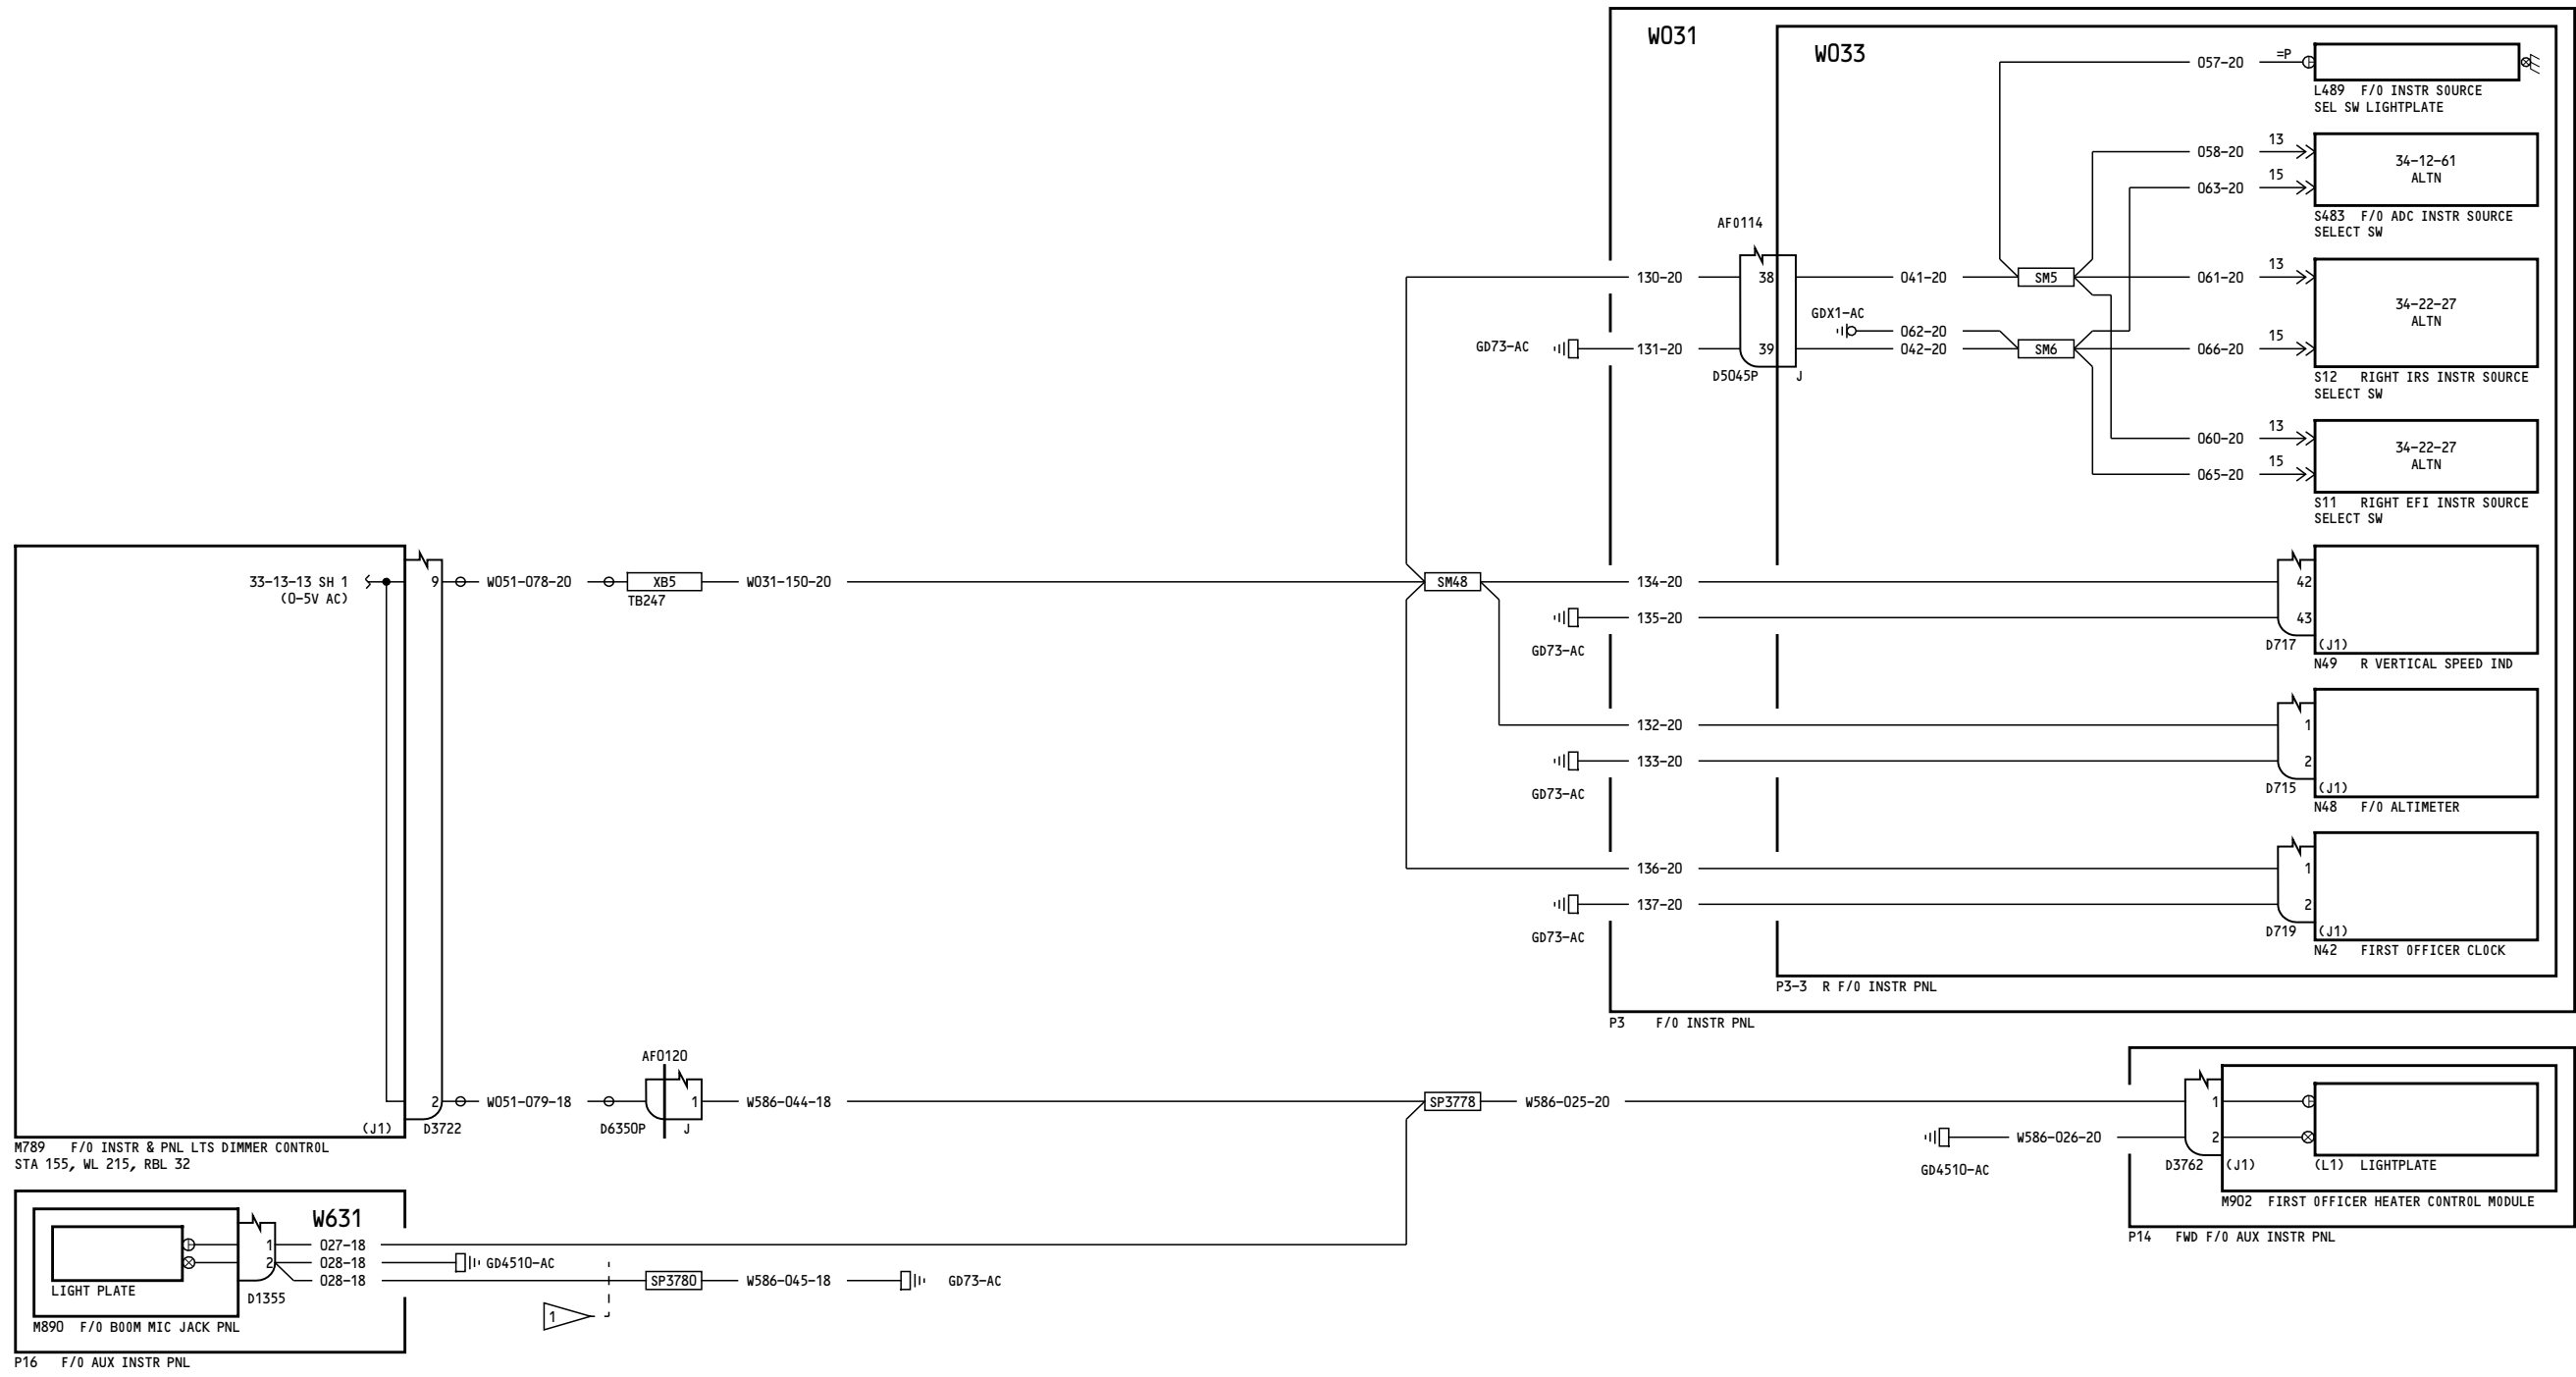 W031
W033
057-20
=P
L489 F/O INSTR SOURCE
SEL SW LIGHTPLATE
058-20
13
063-20
15
34-12-61
ALTN
S483 F/O ADC INSTR SOURCE
SELECT SW
AF0114
130-20
38
041-20
SM5
061-20
13
GDX1-AC
062-20
GD73-AC
131-20
39
042-20
SM6
066-20
15
34-22-27
ALTN
D5045P
J
S12 RIGHT IRS INSTR SOURCE
SELECT SW
060-20
13
065-20
15
34-22-27
ALTN
S11 RIGHT EFI INSTR SOURCE
SELECT SW
33-13-13 SH 1
(0-5V AC)
9
W051-078-20
XB5
TB247
W031-150-20
SM48
134-20
42
135-20
43
GD73-AC
D717
(J1)
N49 R VERTICAL SPEED IND
132-20
1
133-20
2
GD73-AC
D715
(J1)
N48 F/O ALTIMETER
136-20
1
137-20
2
GD73-AC
D719
(J1)
N42 FIRST OFFICER CLOCK
P3-3 R F/O INSTR PNL
P3 F/O INSTR PNL
AF0120
2
W051-079-18
1
W586-044-18
SP3778
W586-025-20
1
(J1)
D3722
D6350P
J
W586-026-20
2
GD4510-AC
D3762
(J1)
(L1) LIGHTPLATE
M902 FIRST OFFICER HEATER CONTROL MODULE
P14 FWD F/O AUX INSTR PNL
M789 F/O INSTR & PNL LTS DIMMER CONTROL
STA 155, WL 215, RBL 32
W631
1
027-18
2
028-18
GD4510-AC
028-18
SP3780
W586-045-18
GD73-AC
LIGHT PLATE
D1355
1
M890 F/O BOOM MIC JACK PNL
P16 F/O AUX INSTR PNL